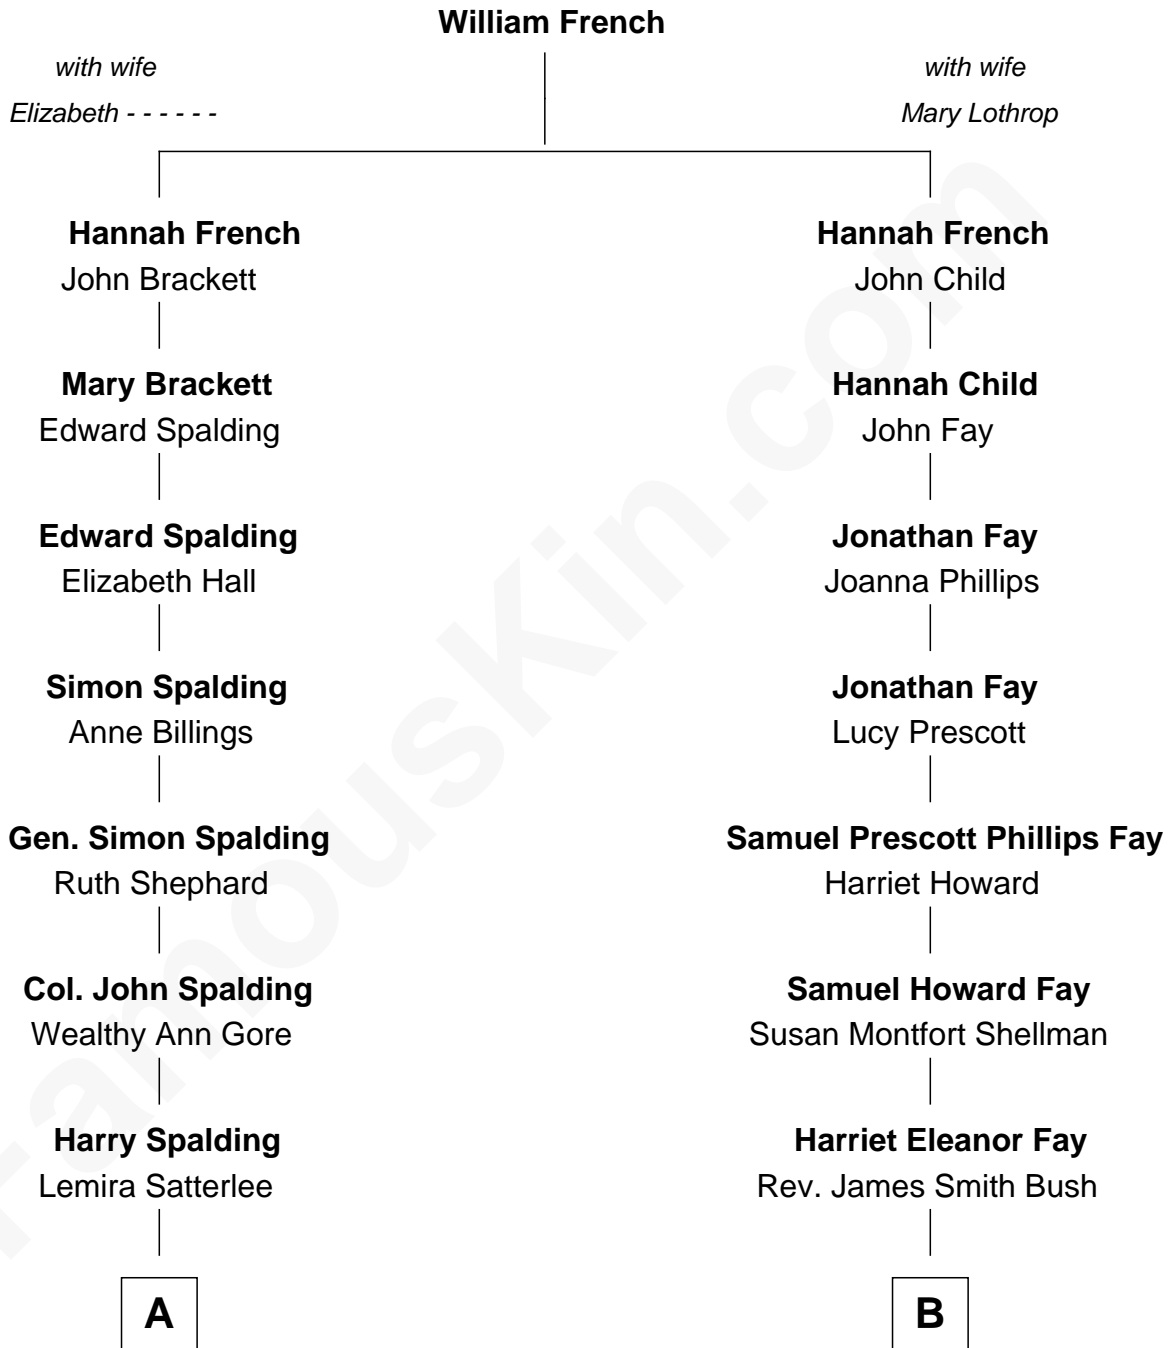 William French
with wife
Elizabeth - - - - - -
with wife
Mary Lothrop
Hannah French
John Brackett
Hannah French
John Child
Mary Brackett
Edward Spalding
Hannah Child
John Fay
Edward Spalding
Elizabeth Hall
Jonathan Fay
Joanna Phillips
Simon Spalding
Anne Billings
Jonathan Fay
Lucy Prescott
Gen. Simon Spalding
Ruth Shephard
Samuel Prescott Phillips Fay
Harriet Howard
Col. John Spalding
Wealthy Ann Gore
Samuel Howard Fay
Susan Montfort Shellman
Harry Spalding
Lemira Satterlee
Harriet Eleanor Fay
Rev. James Smith Bush
A
B
FamousKin.com